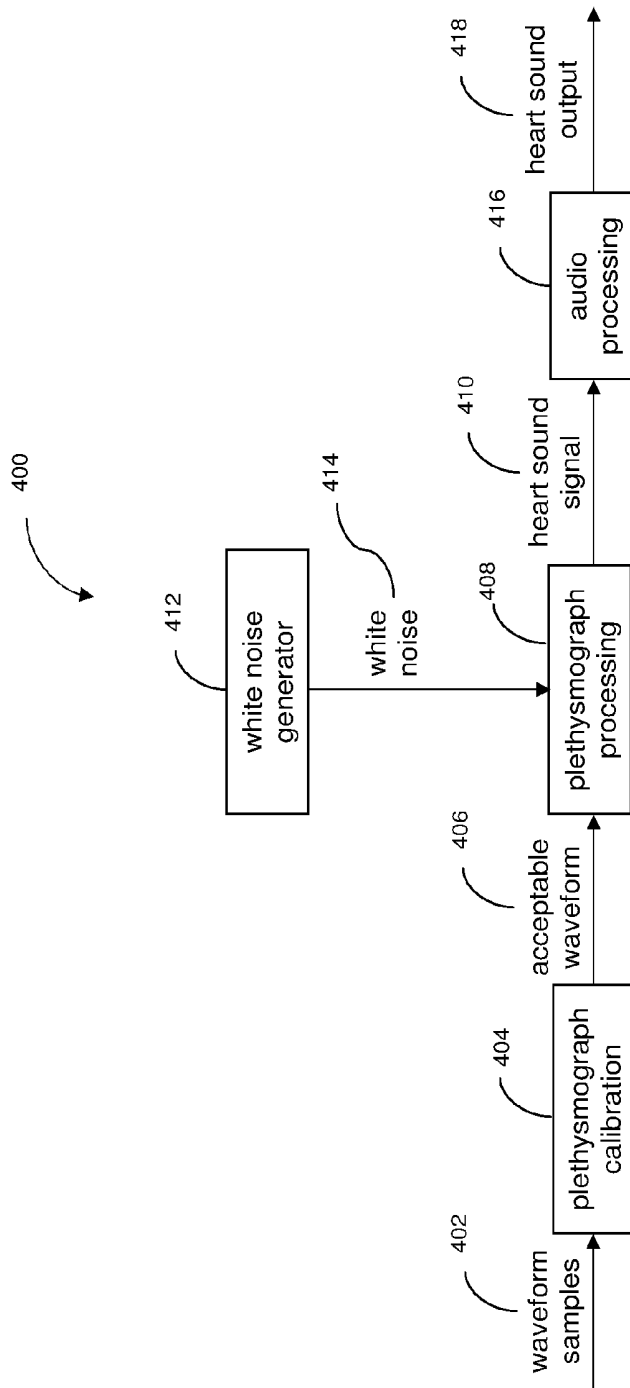 400
412
white noise
generator
414
white
noise
402
waveform
samples
404
plethysmograph
calibration
406
acceptable
waveform
408
plethysmograph
processing
410
heart sound
signal
416
audio
processing
418
heart sound
output